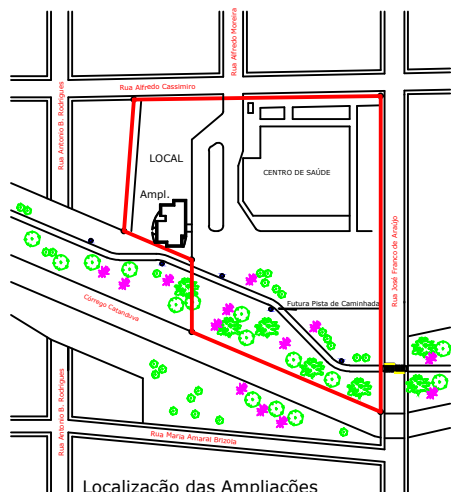 Rua Alfredo Moreira
Rua Alfredo Cassimiro
Rua Antonio B. Rodrigues
LOCAL
CENTRO DE SAÚDE
Ampl.
Rua José Franco de Araújo
Futura Pista de Caminhada
Córrego Catanduva
Rua Antonio B. Rodrigues
Rua Maria Amaral Brizola
Localização das Ampliações